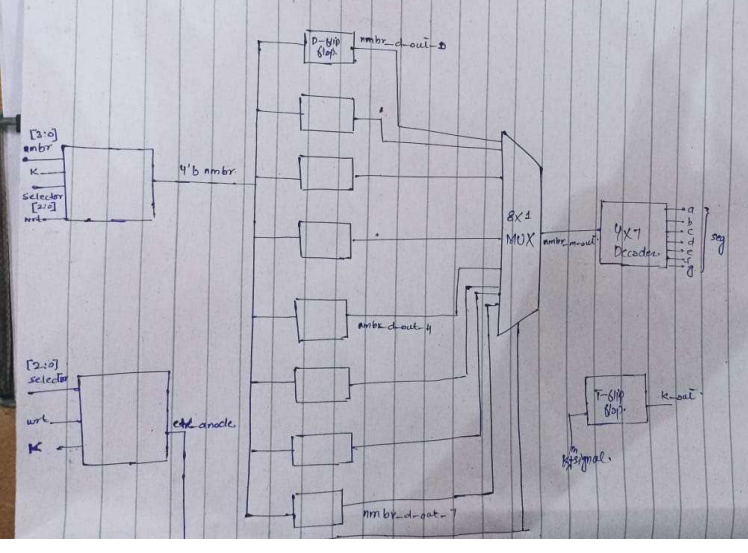 D-flip
flop.
nmbr_d_out_0
[3:0]
nmbr
K
selector
[2:0]
wrt
4'b nmbr
8X1
MUX
nmbr_m_out
4X7
Decoder
a
b
c
d
e
f
g
seg
nmbr_d_out_4
[2:0]
selector
wrt
K
anode
T-flip
flop.
K_out
signal.
nmbr_d_out_7